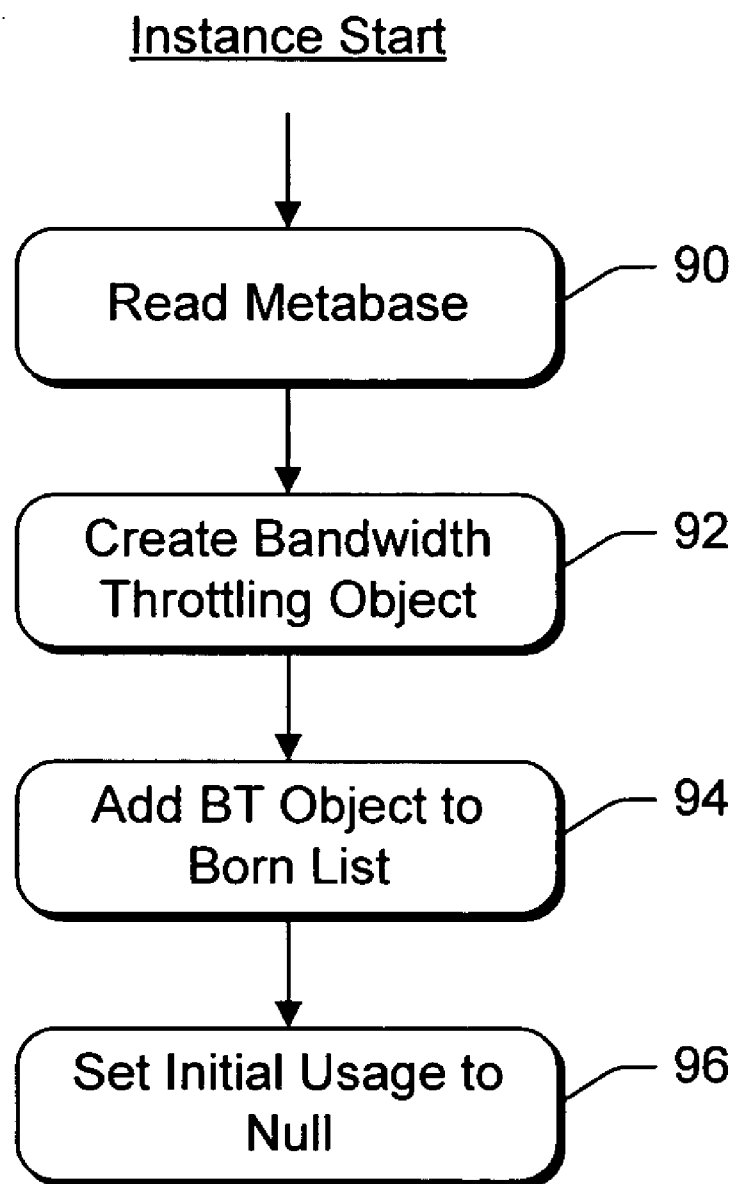 Instance Start
Read Metabase
90
Create Bandwidth
Throttling Object
92
Add BT Object to
Born List
94
Set Initial Usage to
Null
96